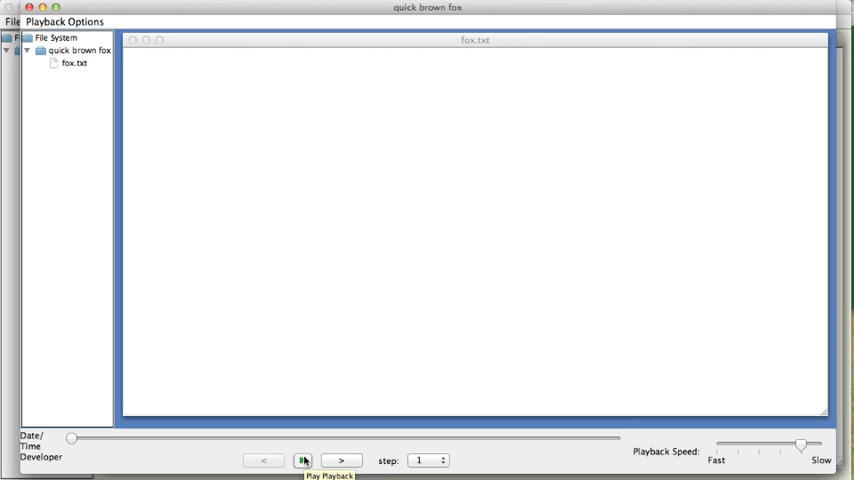 quick brown fox
File
Playback Options
F
File System
fox.txt
quick brown fox
fox.txt
Date/
Time
Developer
<
>
step:
1
Playback Speed:
Fast
Slow
Play Playback